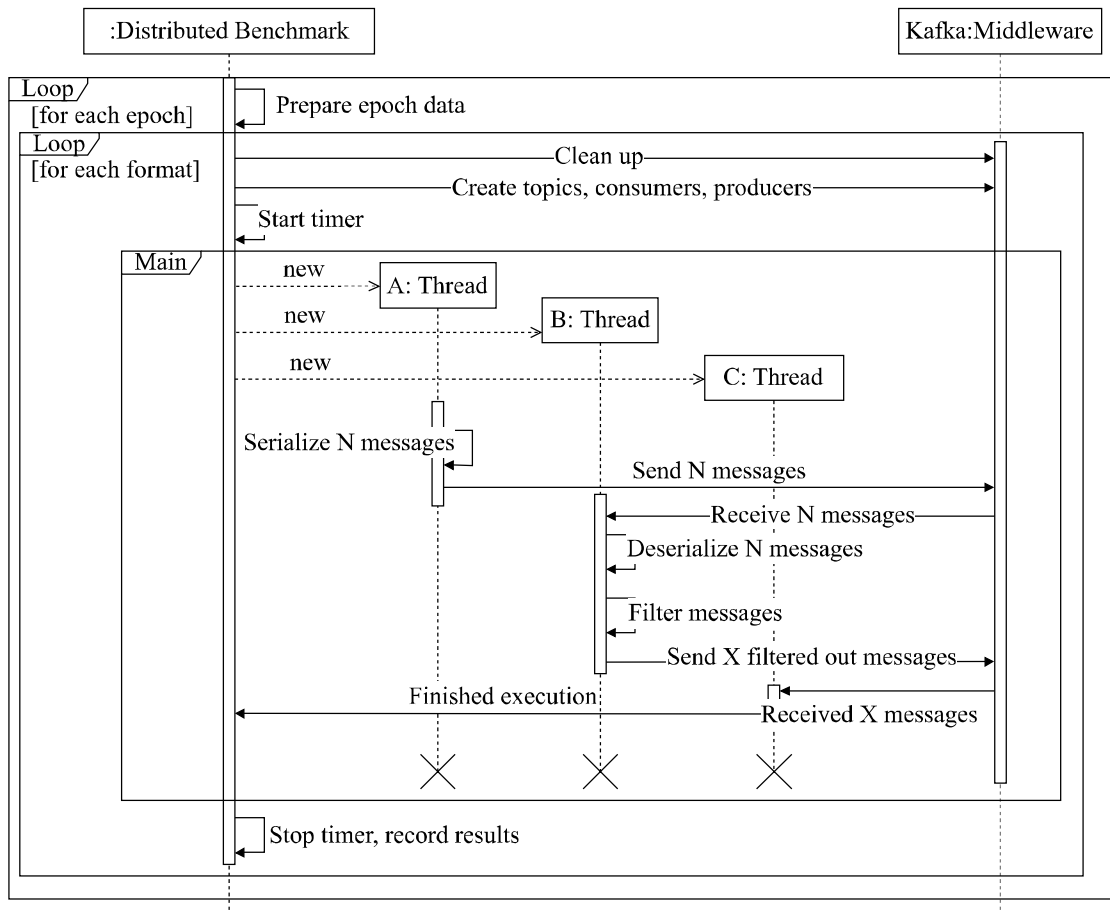 :Distributed Benchmark
Kafka:Middleware
Loop
[for each epoch]
Prepare epoch data
Loop
[for each format]
Clean up
Create topics, consumers, producers
Start timer
Main
new
A: Thread
new
B: Thread
new
C: Thread
Serialize N messages
Send N messages
Receive N messages
Deserialize N messages
Filter messages
Send X filtered out messages
Finished execution
Received X messages
Stop timer, record results